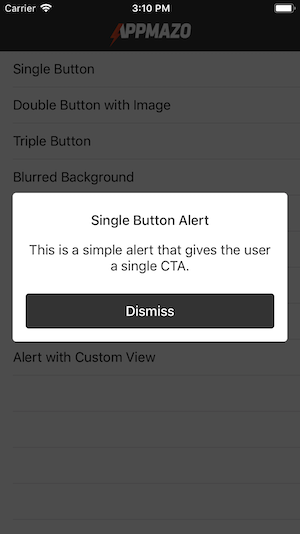 Carrier 3:10 PM
APPMAZO
Single Button
Double Button with Image
Triple Button
Blurred Background
Single Button Alert
This is a simple alert that gives the user
a single CTA.
Dismiss
Alert with Custom View